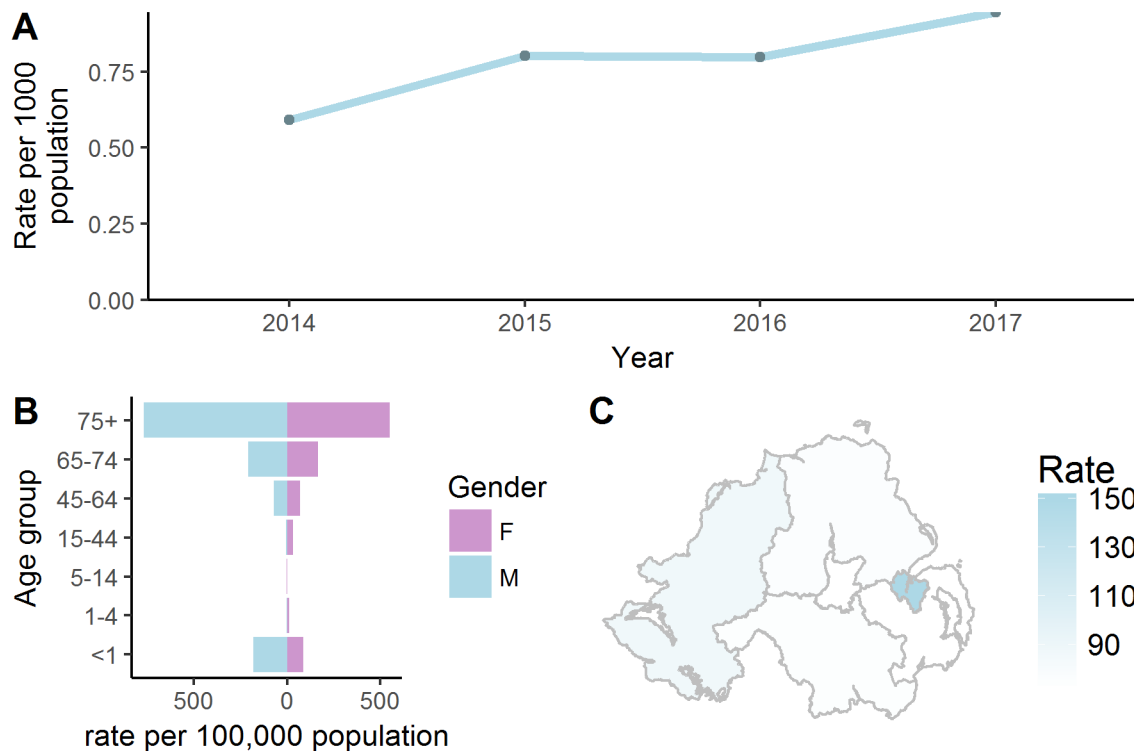 A
Rate per 1000
population
0.75
0.50
0.25
0.00
2014 2015 2016 2017
Year
B
Age group
75+
65-74
45-64
15-44
5-14
1-4
<1
500 0 500
rate per 100,000 population
Gender
F
M
C
Rate
150
130
110
90